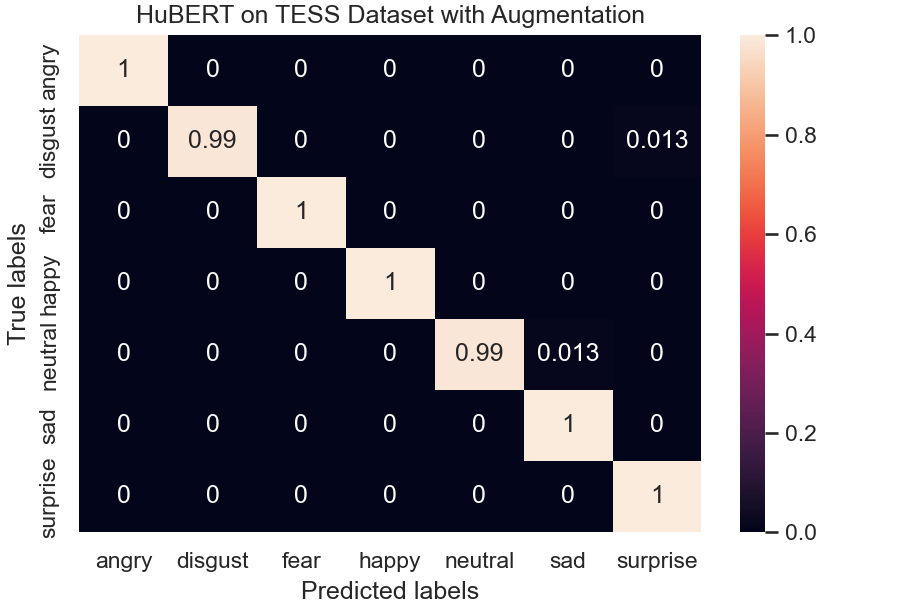 HuBERT on TESS Dataset with Augmentation
angry 1 0 0 0 0 0 0
disgust 0 0.99 0 0 0 0 0.013
fear 0 0 1 0 0 0 0
happy 0 0 0 1 0 0 0
neutral 0 0 0 0 0.99 0.013 0
sad 0 0 0 0 0 1 0
surprise 0 0 0 0 0 0 1
True labels
angry disgust fear happy neutral sad surprise
Predicted labels
1.0
0.8
0.6
0.4
0.2
0.0